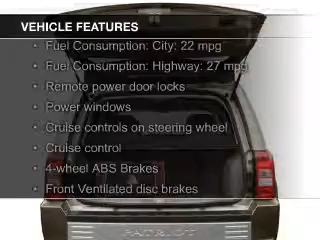 VEHICLE FEATURES
• Fuel Consumption: City: 22 mpg
• Fuel Consumption: Highway: 27 mpg
• Remote power door locks
• Power windows
• Cruise controls on steering wheel
• Cruise control
• 4-wheel ABS Brakes
• Front Ventilated disc brakes
PATRIOT